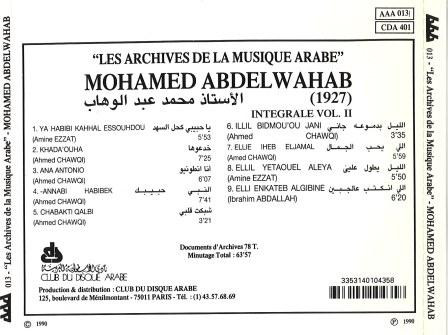 AAA 013
CDA 401
"LES ARCHIVES DE LA MUSIQUE ARABE"
MOHAMED ABDELWAHAB
الأستاذ محمد عبد الوهاب (1927)
INTEGRALE VOL. II
1. YA HABIBI KAHHAL ESSOUHDOU يا حبيبي كحل السهد
(Amine EZZAT) 5'53
2. KHADA'OUHA خدعوها
(Ahmed CHAWQI) 7'25
3. ANA ANTONIO انا انطونيو
(Ahmed CHAWQI) 6'07
4. -ANNABI HABIBEK النبي حبيبك
(Ahmed CHAWQI) 7'41
5. CHABAKTI QALBI شبكت قلبي
(Ahmed CHAWQI) 3'21
6. ILLIL BIDMOU'OU JANI الليل بدموعه جاني
(Ahmed CHAWQI) 3'35
7. ELLIE IHEB ELJAMAL اللي يحب الجمال
(Amed CHAWQI) 5'59
8. ELLIL YETAOUEL ALEYA الليل يطول عليي
(Amine EZZAT) 5'50
9. ELLI ENKATEB ALGIBINE اللي انكتب عالجبين
(Ibrahim ABDALLAH) 6'20
Documents d'Archives 78 T.
Minutage Total : 63'57
CLUB DU DISQUE ARABE
Production & distribution : CLUB DU DISQUE ARABE
125, boulevard de Ménilmontant - 75011 PARIS - Tél. : (1) 43.57.68.69
3353140104358
© 1990
℗ 1990
AAA 013 - "Les Archives de la Musique Arabe" - MOHAMED ABDELWAHAB
013 - "Les Archives de la Musique Arabe" - MOHAMED ABDELWAHAB